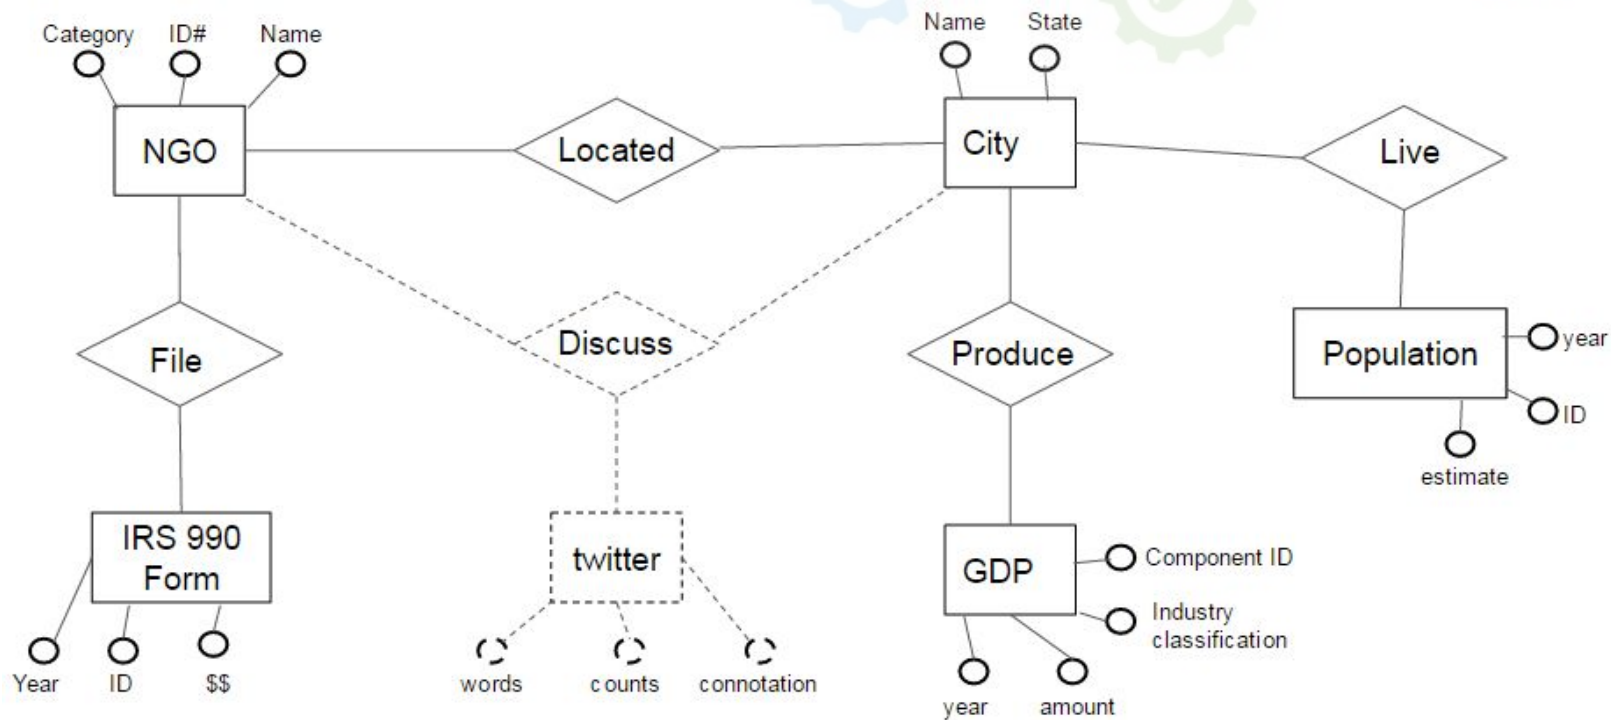 Category ID# Name
Name State
NGO
Located
City
Live
File
Discuss
Produce
Population
year
ID
estimate
IRS 990
Form
twitter
GDP
Component ID
Industry
classification
Year ID $$
words counts connotation
year amount